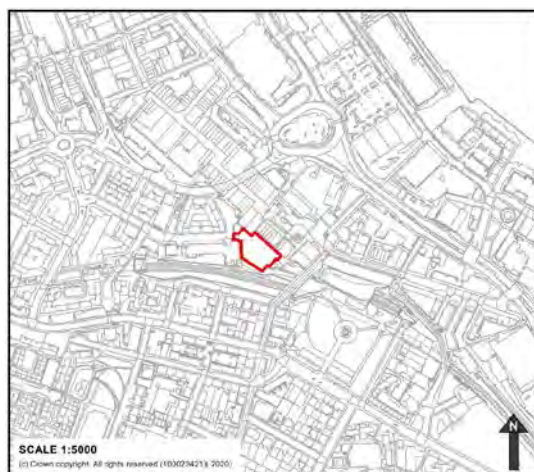 N
SCALE 1:5000
(c) Crown copyright. All rights reserved (100023421)( 2020)